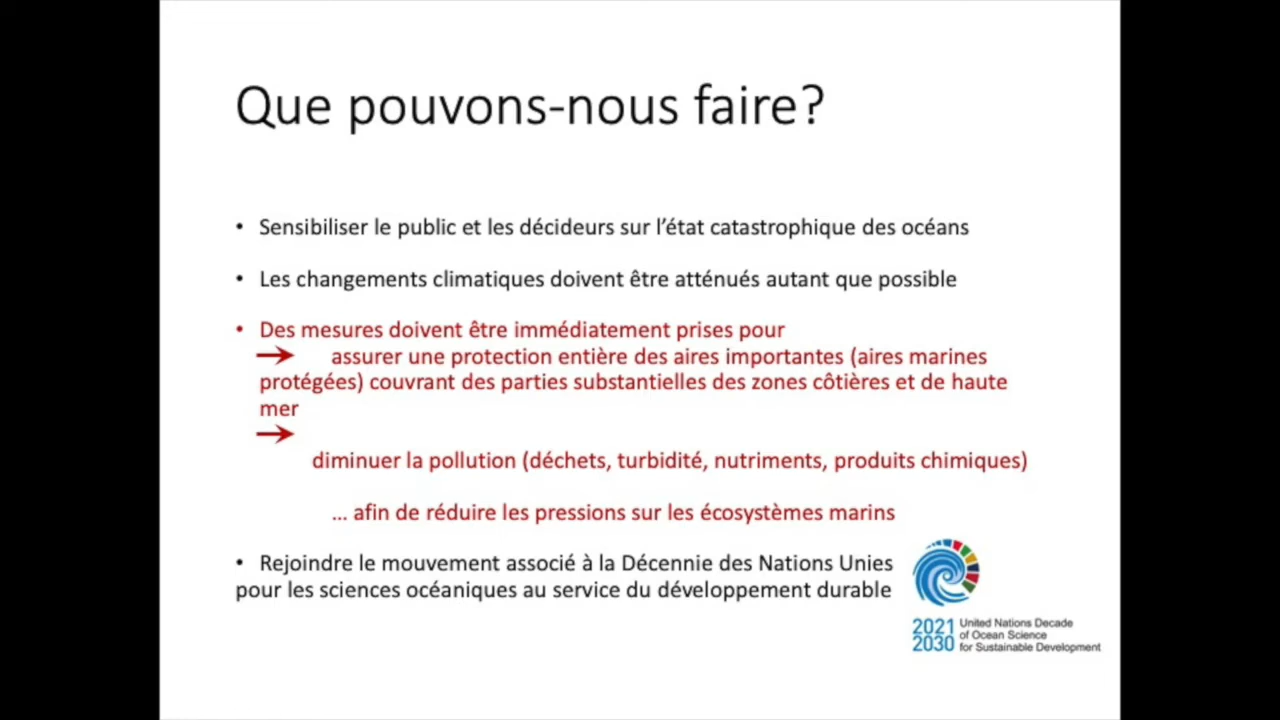 Que pouvons-nous faire?
• Sensibiliser le public et les décideurs sur l’état catastrophique des océans
• Les changements climatiques doivent être atténués autant que possible
• Des mesures doivent être immédiatement prises pour
→ assurer une protection entière des aires importantes (aires marines
protégées) couvrant des parties substantielles des zones côtières et de haute
mer
→
diminuer la pollution (déchets, turbidité, nutriments, produits chimiques)
... afin de réduire les pressions sur les écosystèmes marins
• Rejoindre le mouvement associé à la Décennie des Nations Unies
pour les sciences océaniques au service du développement durable
2021 United Nations Decade
of Ocean Science
2030 for Sustainable Development